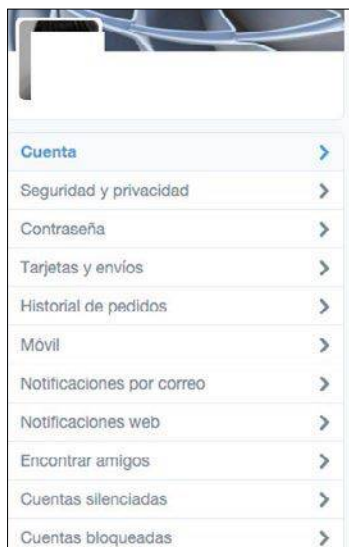 Cuenta
Seguridad y privacidad
Contraseña
Tarjetas y envíos
Historial de pedidos
Móvil
Notificaciones por correo
Notificaciones web
Encontrar amigos
Cuentas silenciadas
Cuentas bloqueadas